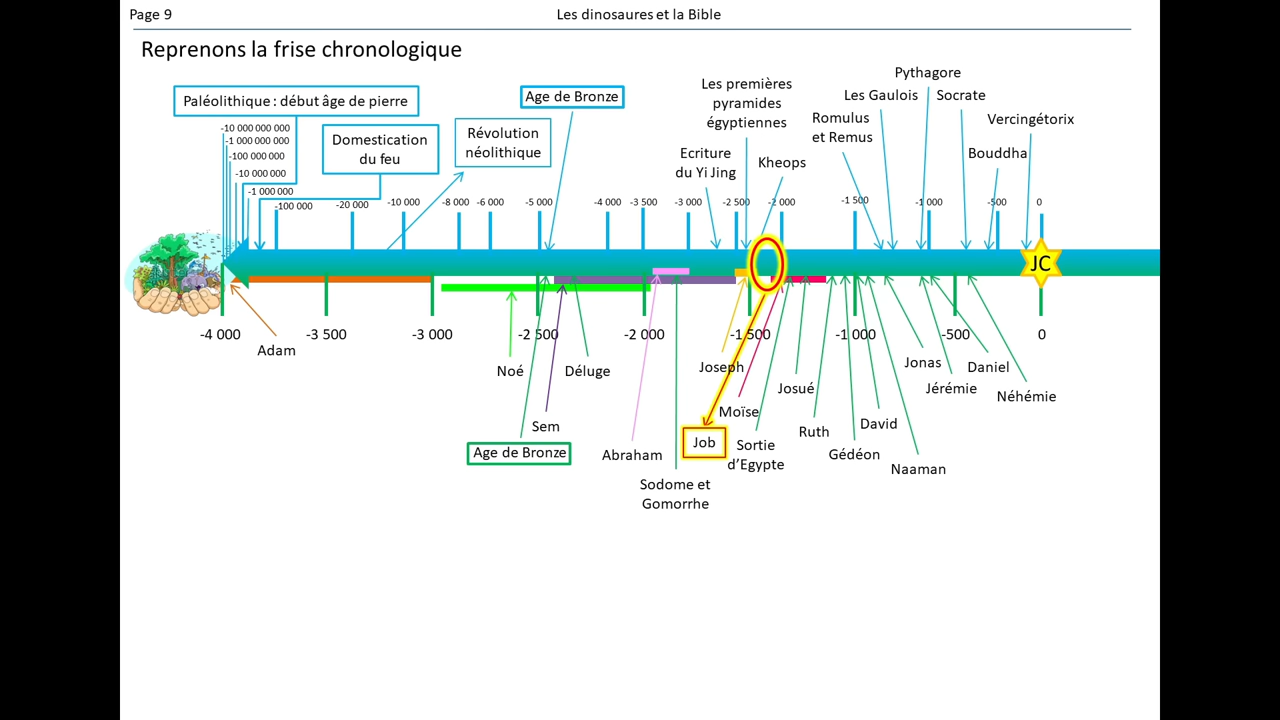 Page 9
Les dinosaures et la Bible
Reprenons la frise chronologique
Paléolithique : début âge de pierre
Age de Bronze
Les premières
pyramides
égyptiennes
Pythagore
Les Gaulois
Socrate
Romulus
et Remus
Vercingétorix
Domestication
du feu
Révolution
néolithique
Ecriture
du Yi Jing
Kheops
Bouddha
-10 000 000 000
-1 000 000 000
-100 000 000
-10 000 000
-1 000 000
-100 000
-20 000
-10 000
-8 000
-6 000
-5 000
-4 000
-3 500
-3 000
-2 500
-2 000
-1 500
-1 000
-500
0
JC
-4 000
-3 500
-3 000
-2 500
-2 000
-1 500
-1 000
-500
0
Adam
Noé
Déluge
Joseph
Jonas
Daniel
Josué
Jérémie
Néhémie
Sem
Moïse
David
Age de Bronze
Abraham
Job
Sortie
d'Egypte
Ruth
Gédéon
Naaman
Sodome et
Gomorrhe